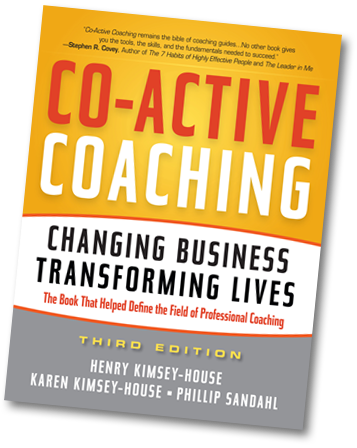 "Co-Active Coaching remains the bible of coaching guides...No other book gives
you the tools, the skills, and the fundamentals needed to succeed."
—Stephen R. Covey, Author of The 7 Habits of Highly Effective People and The Leader in Me
CO-ACTIVE
COACHING
CHANGING BUSINESS
TRANSFORMING LIVES
The Book That Helped Define the Field of Professional Coaching
THIRD EDITION
HENRY KIMSEY-HOUSE
KAREN KIMSEY-HOUSE ▪ PHILLIP SANDAHL